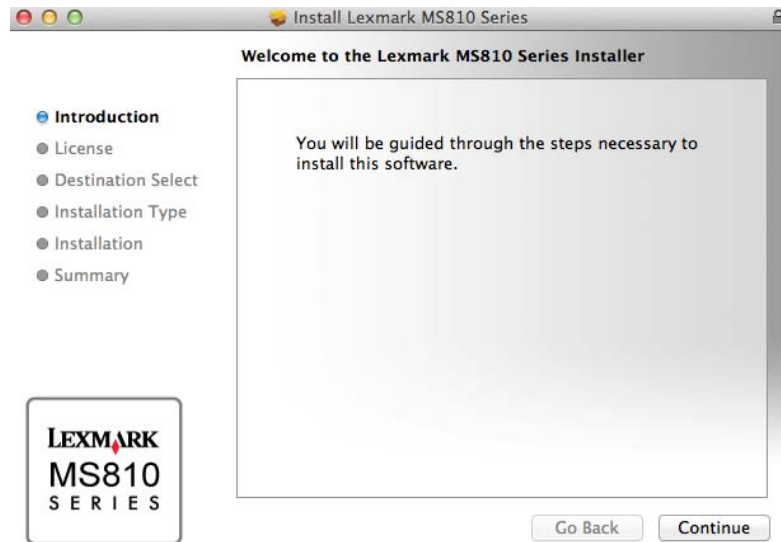 Install Lexmark MS810 Series
Welcome to the Lexmark MS810 Series Installer
Introduction
License
Destination Select
Installation Type
Installation
Summary
You will be guided through the steps necessary to
install this software.
LEXMARK
MS810
SERIES
Go Back
Continue